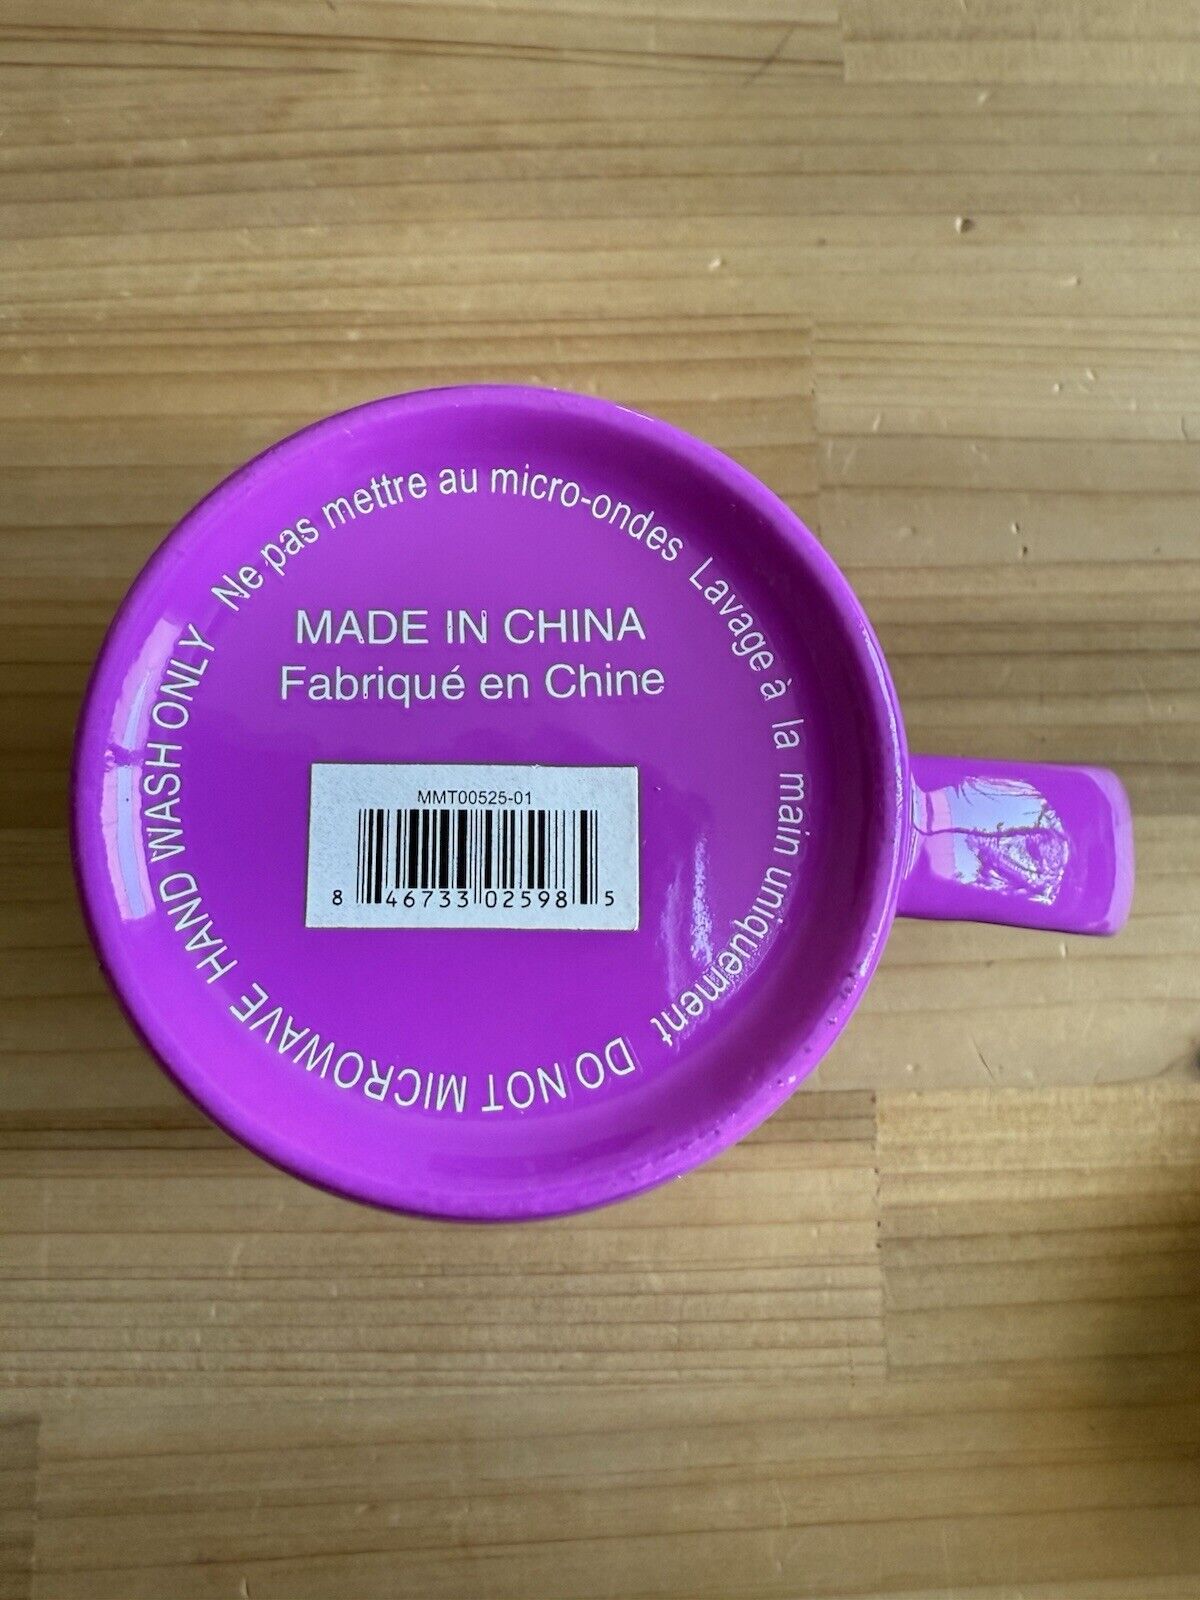 Ne pas mettre au micro-ondes Lavage à la main uniquement
DO NOT MICROWAVE HAND WASH ONLY
MADE IN CHINA
Fabriqué en Chine
MMT00525-01
8 46733 02598 5